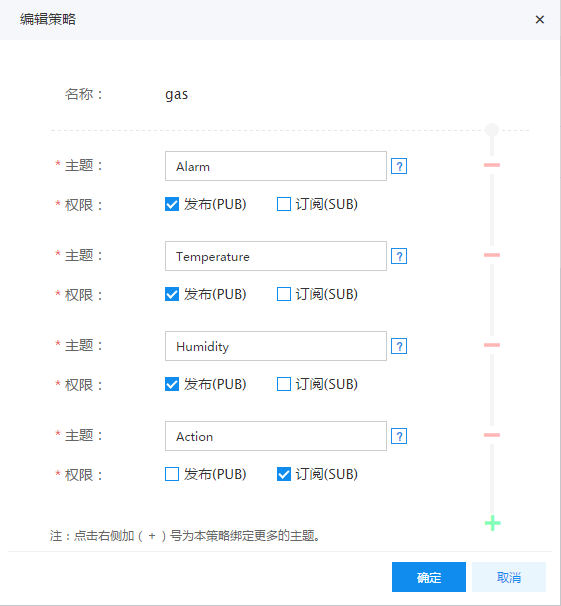 编辑策略 ×
名称： gas
* 主题： Alarm ?
* 权限： 发布(PUB) 订阅(SUB)
* 主题： Temperature ?
* 权限： 发布(PUB) 订阅(SUB)
* 主题： Humidity ?
* 权限： 发布(PUB) 订阅(SUB)
* 主题： Action ?
* 权限： 发布(PUB) 订阅(SUB)
注：点击右侧加（ + ）号为本策略绑定更多的主题。
确定 取消